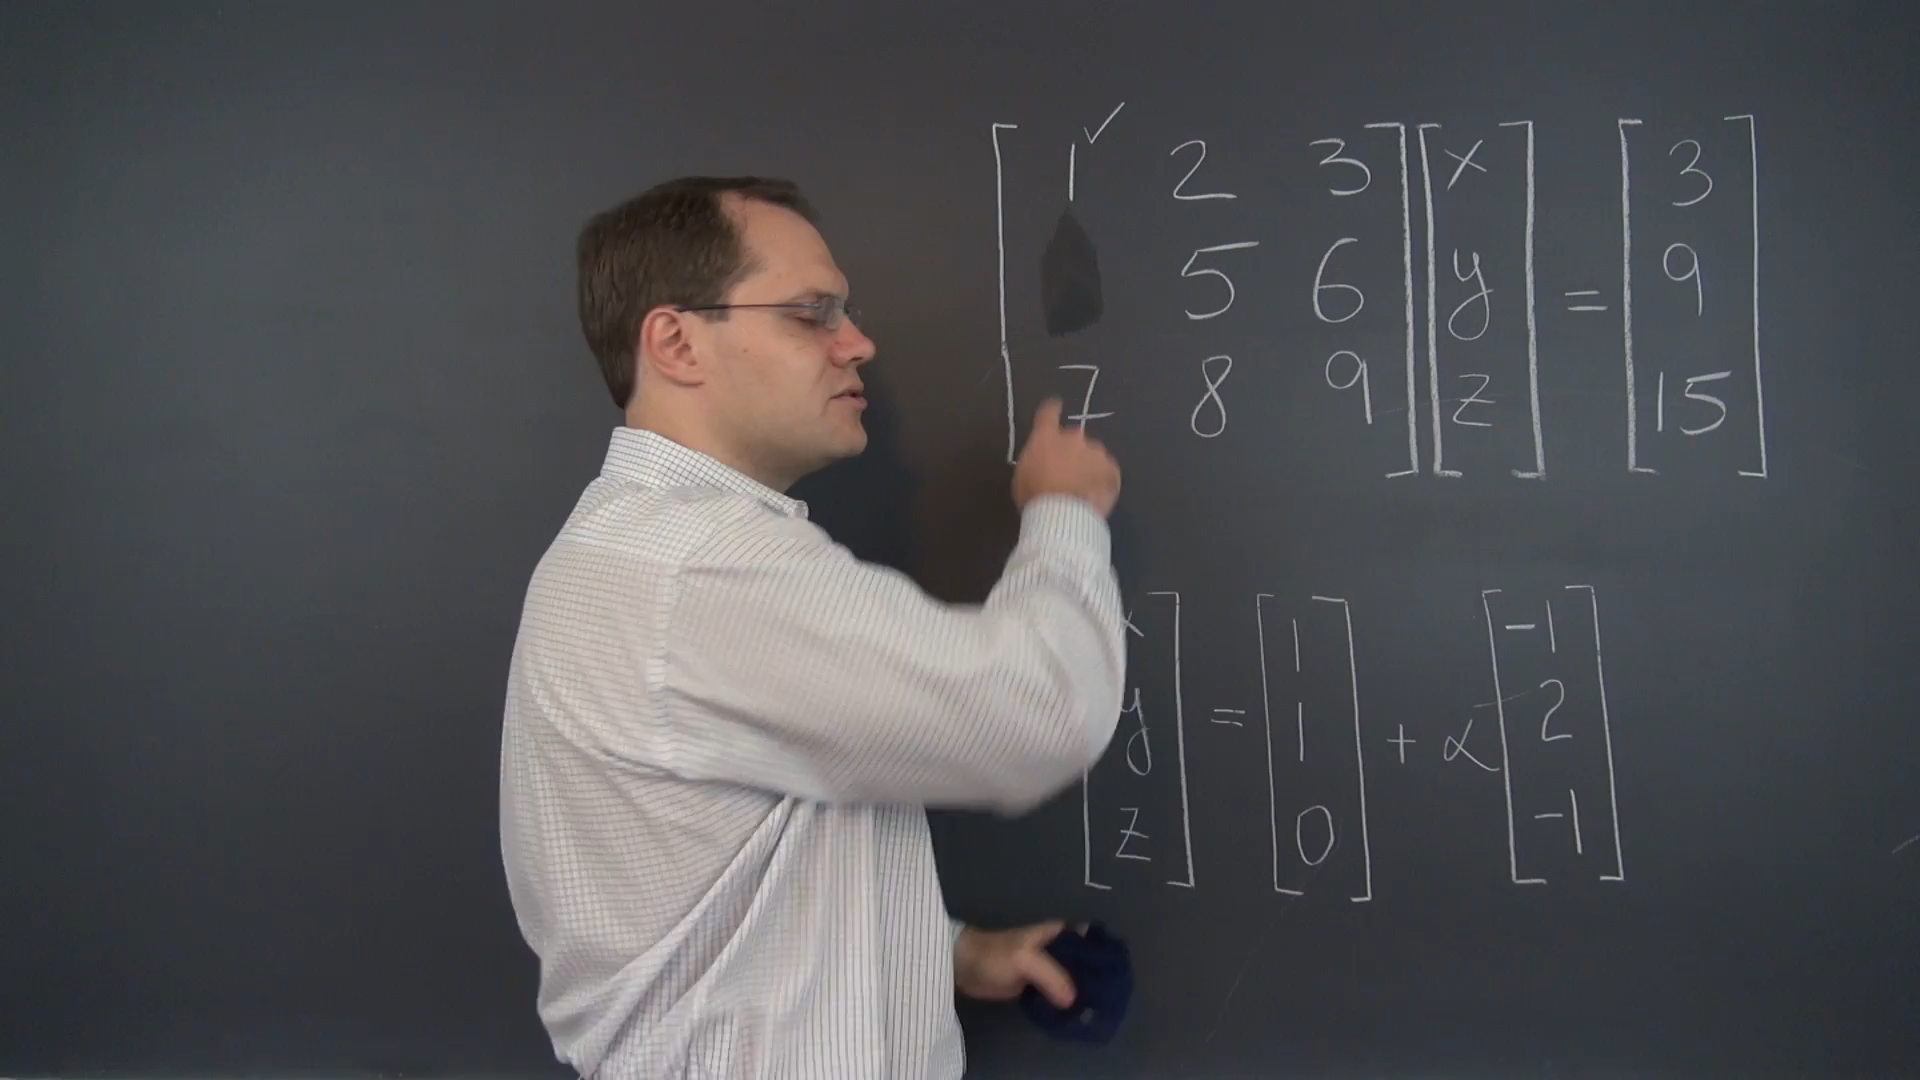 1 ✓ 2 3 x 3
5 6 y = 9
7 8 9 z 15
x 1 -1
y = 1 + α 2
z 0 -1